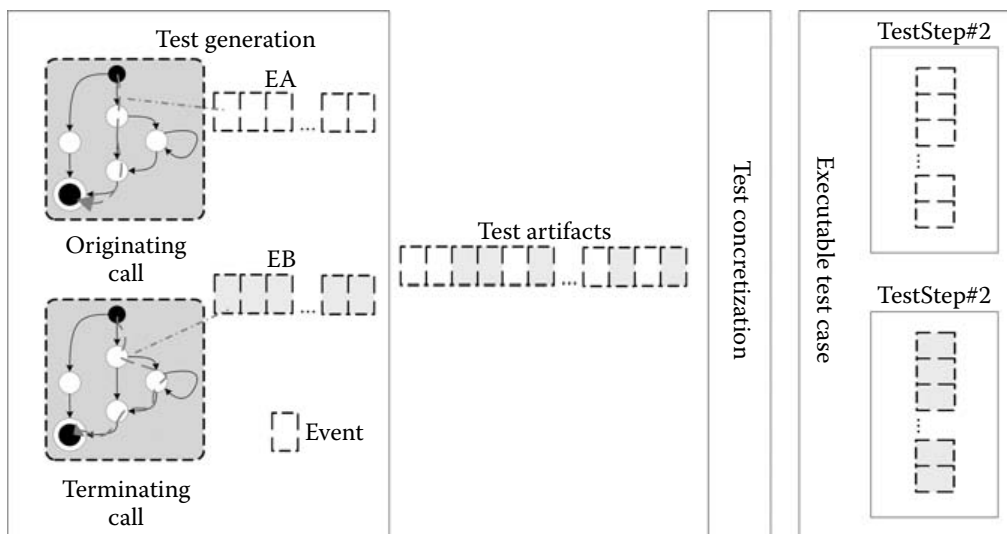 Test generation
EA
...
Originating
call
EB
...
Event
Terminating
call
Test artifacts
...
Test concretization
Executable test case
TestStep#2
...
TestStep#2
...